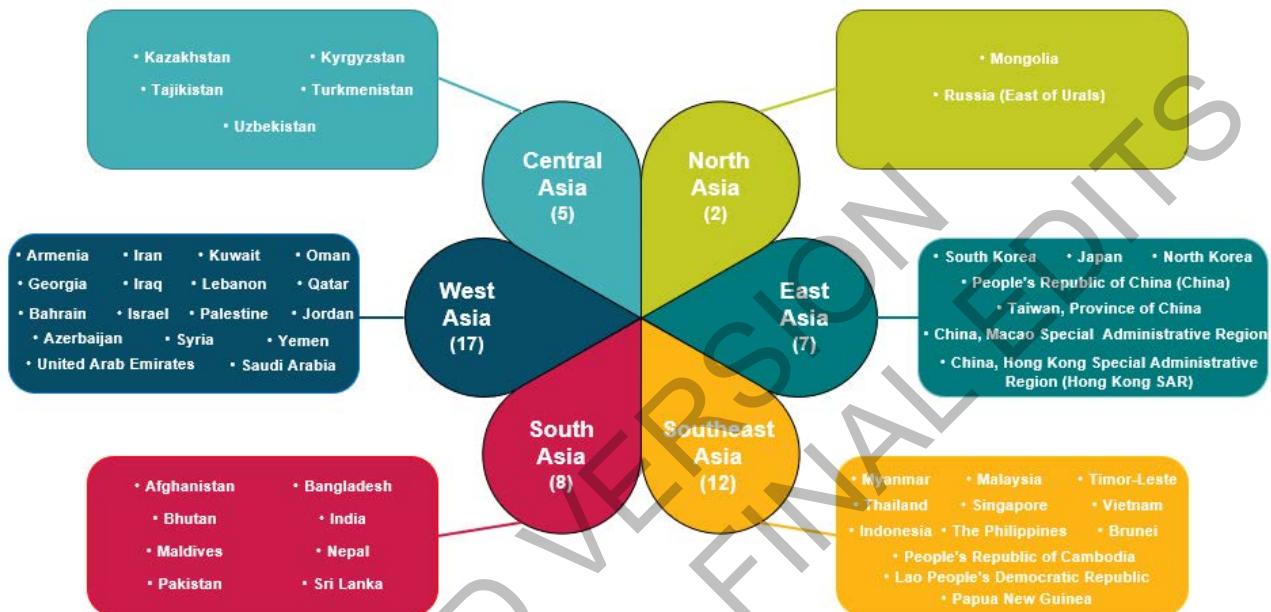 • Kazakhstan • Kyrgyzstan
• Tajikistan • Turkmenistan
• Uzbekistan
• Mongolia
• Russia (East of Urals)
Central
Asia
(5)
North
Asia
(2)
• Armenia • Iran • Kuwait • Oman
• Georgia • Iraq • Lebanon • Qatar
• Bahrain • Israel • Palestine • Jordan
• Azerbaijan • Syria • Yemen
• United Arab Emirates • Saudi Arabia
West
Asia
(17)
East
Asia
(7)
• South Korea • Japan • North Korea
• People's Republic of China (China)
• Taiwan, Province of China
• China, Macao Special Administrative Region
• China, Hong Kong Special Administrative
Region (Hong Kong SAR)
South
Asia
(8)
Southeast
Asia
(12)
• Afghanistan • Bangladesh
• Bhutan • India
• Maldives • Nepal
• Pakistan • Sri Lanka
• Myanmar • Malaysia • Timor-Leste
• Thailand • Singapore • Vietnam
• Indonesia • The Philippines • Brunei
• People's Republic of Cambodia
• Lao People's Democratic Republic
• Papua New Guinea
VERSION
FINAL EDITS